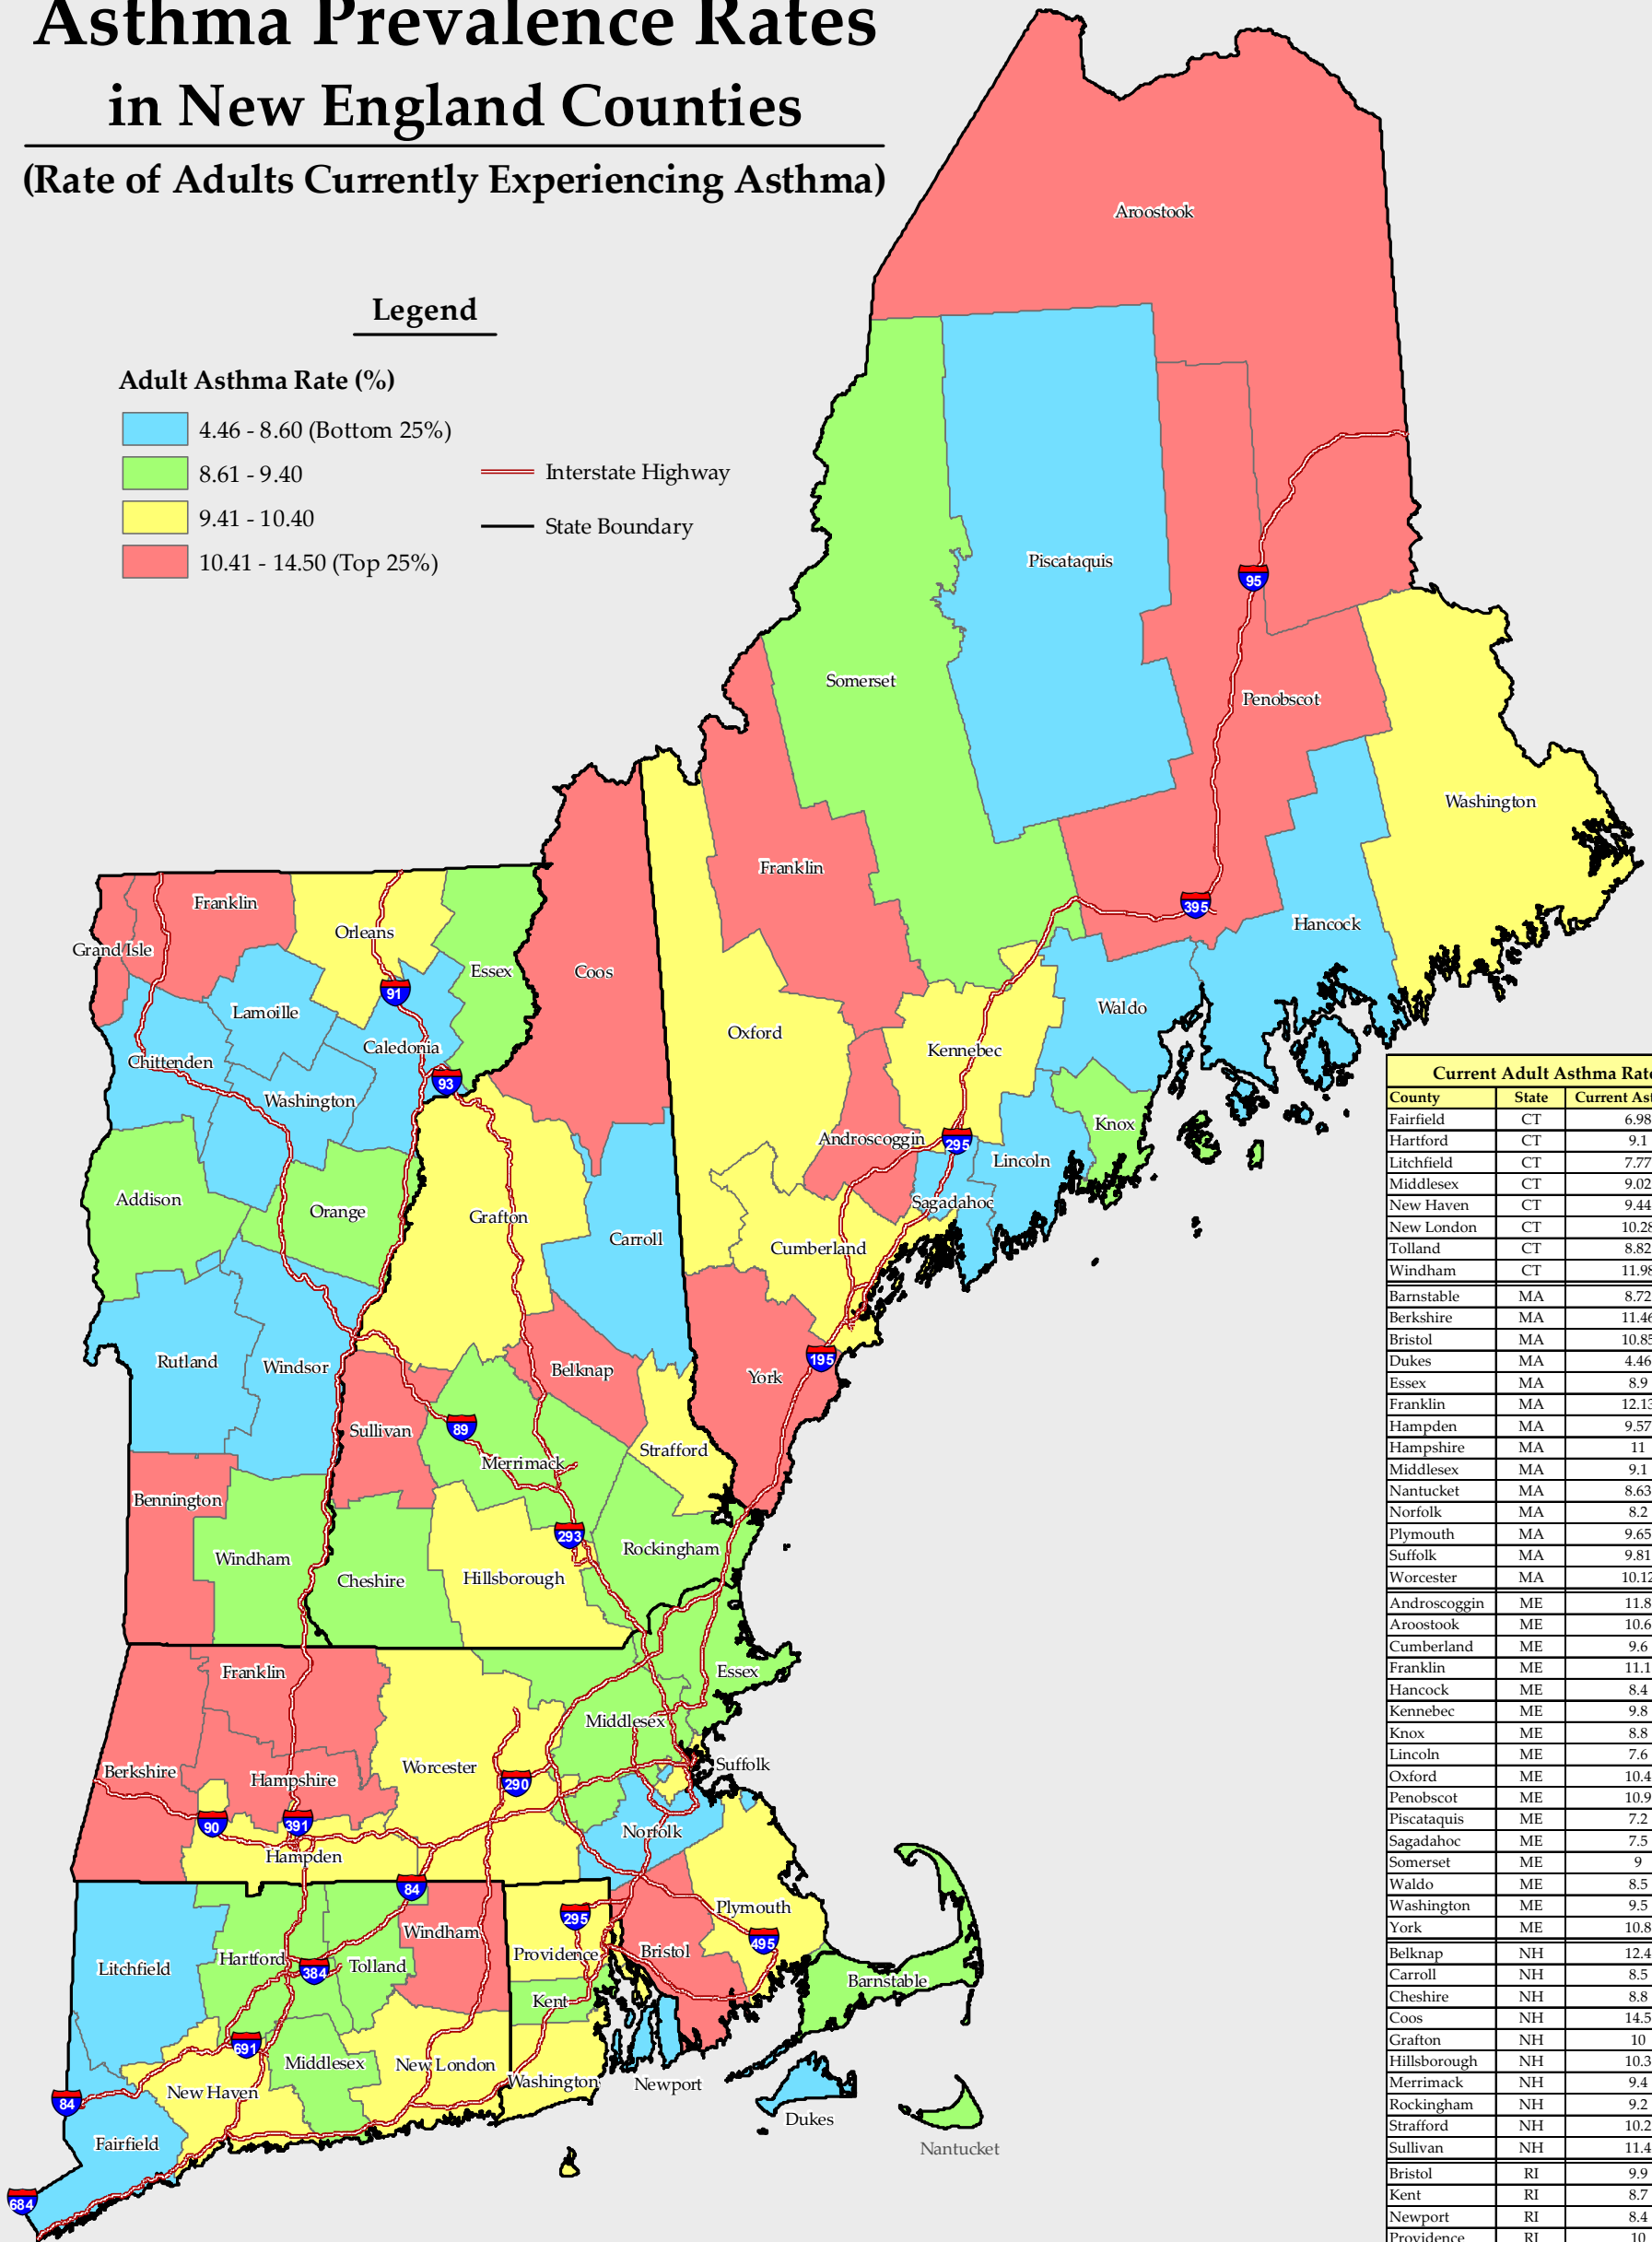 Asthma Prevalence Rates
in New England Counties
(Rate of Adults Currently Experiencing Asthma)
Legend
Adult Asthma Rate (%)
4.46 - 8.60 (Bottom 25%)
8.61 - 9.40
9.41 - 10.40
10.41 - 14.50 (Top 25%)
Interstate Highway
State Boundary
Aroostook
Piscataquis
95
Somerset
Penobscot
Washington
Franklin
395
Hancock
Franklin
Orleans
Grand Isle
Essex
Coos
91
Lamoille
Waldo
Oxford
Kennebec
Caledonia
Chittenden
93
Washington
Knox
Androscoggin
295
Lincoln
Addison
Orange
Sagadahoc
Grafton
Carroll
Cumberland
Rutland
Windsor
Belknap
195
York
Sullivan
89
Strafford
Merrimack
Bennington
293
Windham
Rockingham
Cheshire
Hillsborough
Franklin
Essex
Middlesex
Berkshire
Hampshire
Worcester
290
Suffolk
90
391
Norfolk
Hampden
84
Plymouth
295
Windham
495
Hartford
Providence
Bristol
Litchfield
384
Tolland
Barnstable
Kent
691
Middlesex
New London
Washington
Newport
New Haven
84
Dukes
Fairfield
Nantucket
684
Current Adult Asthma Rat
County State Current Ast
Fairfield CT 6.98
Hartford CT 9.1
Litchfield CT 7.77
Middlesex CT 9.02
New Haven CT 9.44
New London CT 10.28
Tolland CT 8.82
Windham CT 11.98
Barnstable MA 8.72
Berkshire MA 11.46
Bristol MA 10.85
Dukes MA 4.46
Essex MA 8.9
Franklin MA 12.13
Hampden MA 9.57
Hampshire MA 11
Middlesex MA 9.1
Nantucket MA 8.63
Norfolk MA 8.2
Plymouth MA 9.65
Suffolk MA 9.81
Worcester MA 10.12
Androscoggin ME 11.8
Aroostook ME 10.6
Cumberland ME 9.6
Franklin ME 11.1
Hancock ME 8.4
Kennebec ME 9.8
Knox ME 8.8
Lincoln ME 7.6
Oxford ME 10.4
Penobscot ME 10.9
Piscataquis ME 7.2
Sagadahoc ME 7.5
Somerset ME 9
Waldo ME 8.5
Washington ME 9.5
York ME 10.8
Belknap NH 12.4
Carroll NH 8.5
Cheshire NH 8.8
Coos NH 14.5
Grafton NH 10
Hillsborough NH 10.3
Merrimack NH 9.4
Rockingham NH 9.2
Strafford NH 10.2
Sullivan NH 11.4
Bristol RI 9.9
Kent RI 8.7
Newport RI 8.4
Providence RI 10